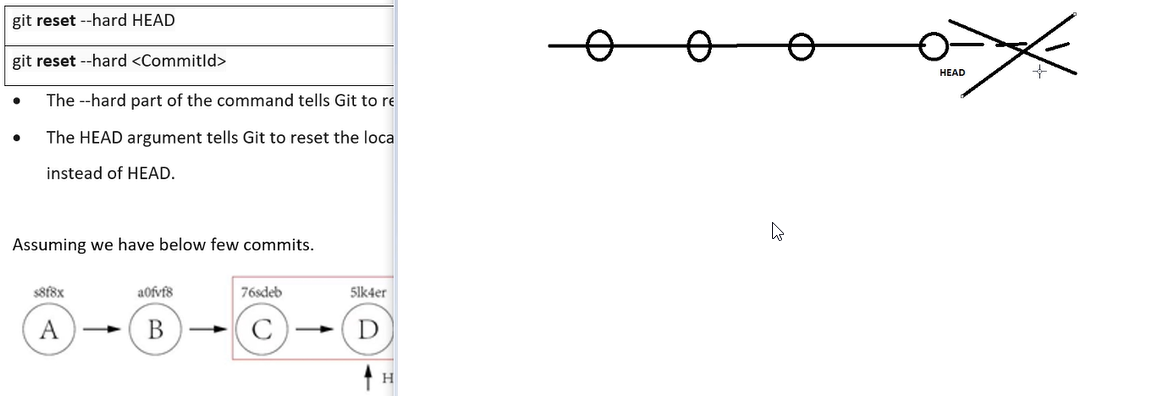 git reset --hard HEAD
git reset --hard <CommitId>
• The --hard part of the command tells Git to re
• The HEAD argument tells Git to reset the loca
instead of HEAD.
Assuming we have below few commits.
s8f8x a0fvf8 76sdeb 5lk4er
A B C D
H
HEAD